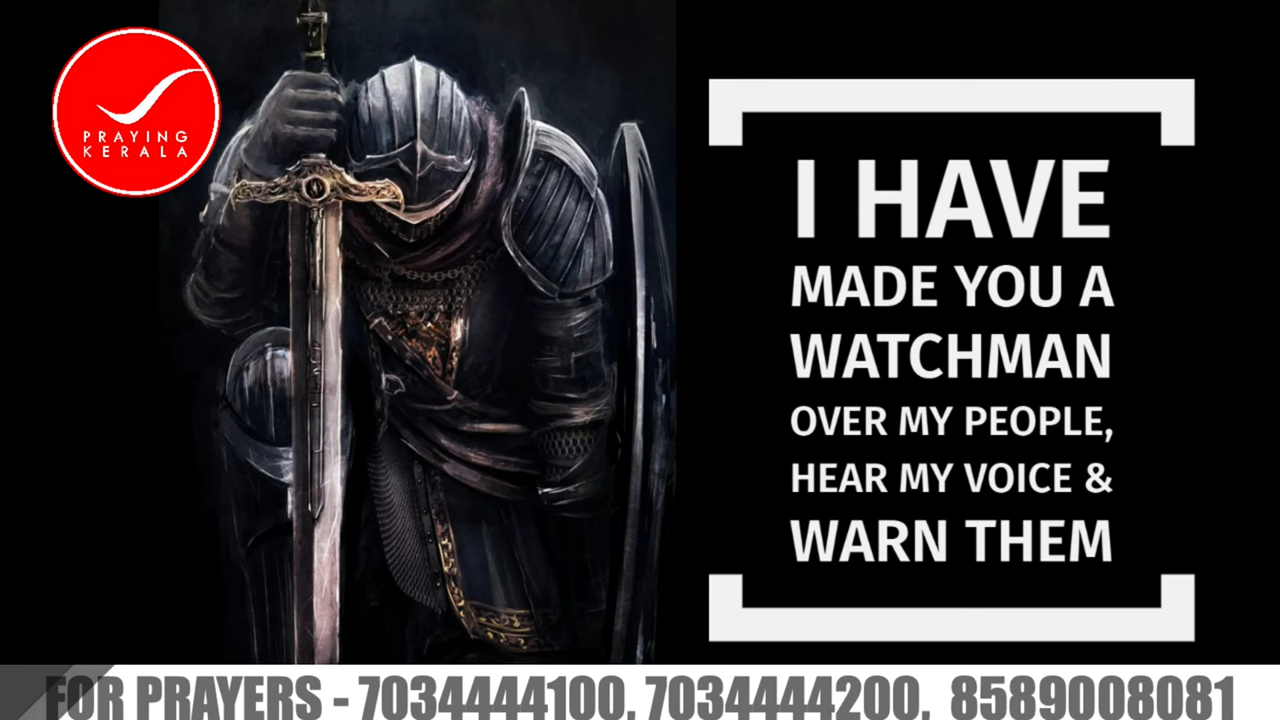 PRAYING
KERALA
I HAVE
MADE YOU A
WATCHMAN
OVER MY PEOPLE,
HEAR MY VOICE &
WARN THEM
FOR PRAYERS - 7034444100, 7034444200, 8589008081